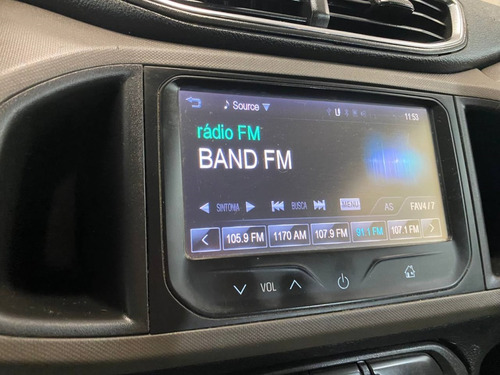 Source
11:53
rádio FM
BAND FM
SINTONIA BUSCA MENU AS FAV4/7
105.9 FM 1170 AM 107.9 FM 91.1 FM 107.1 FM
VOL